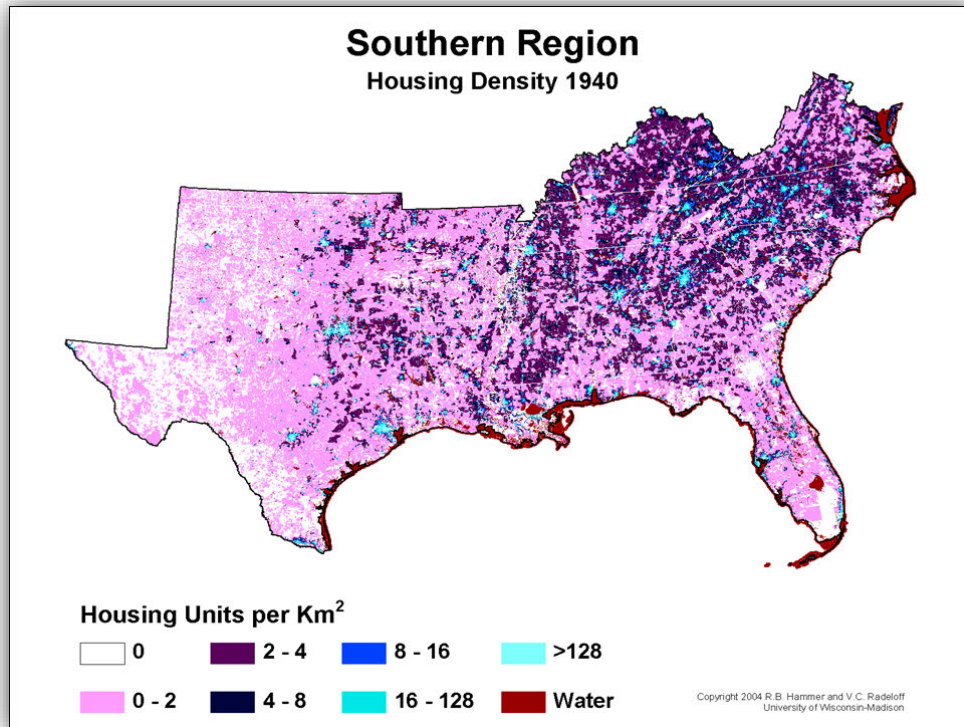 Southern Region
Housing Density 1940
Housing Units per Km²
0
2 - 4
8 - 16
>128
0 - 2
4 - 8
16 - 128
Water
Copyright 2004 R.B. Hammer and V.C. Radeloff
University of Wisconsin-Madison